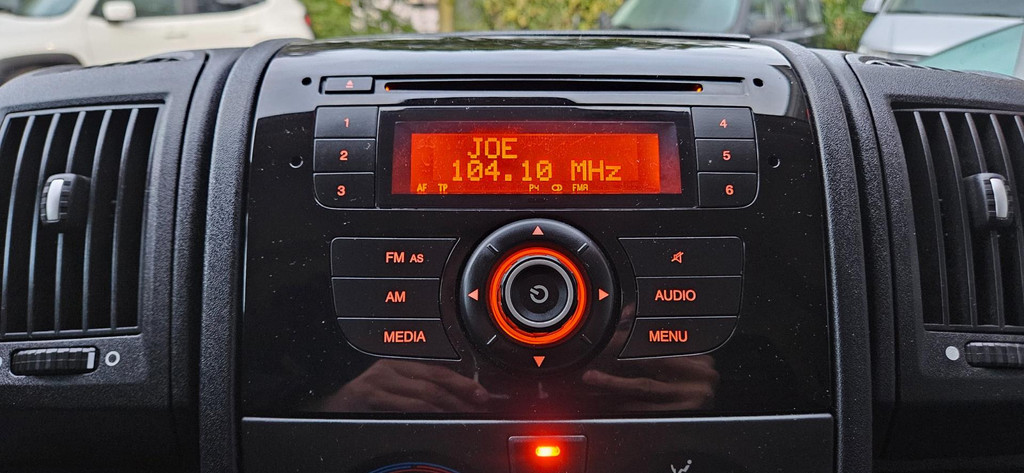 1
2
3
JOE
104.10 MHz
AF TP P4 CD FMA
4
5
6
FM AS
AM
MEDIA
AUDIO
MENU